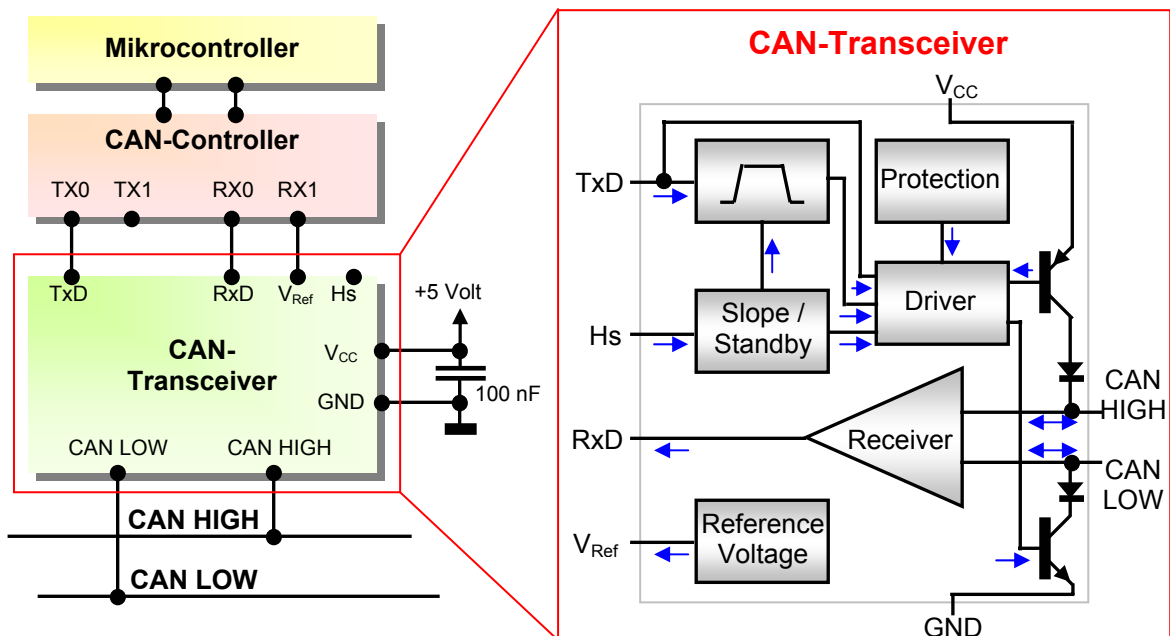 Mikrocontroller
CAN-Controller
TX0 TX1 RX0 RX1
TxD RxD VRef Hs
+5 Volt
CAN-
Transceiver
VCC
100 nF
GND
CAN LOW CAN HIGH
CAN HIGH
CAN LOW
CAN-Transceiver
VCC
TxD
Protection
Driver
Hs
Slope /
Standby
CAN
HIGH
RxD
Receiver
CAN
LOW
VRef
Reference
Voltage
GND